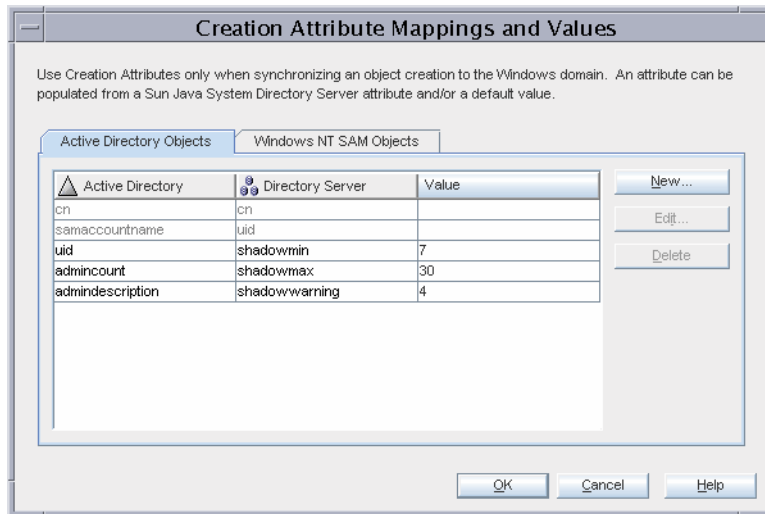 Creation Attribute Mappings and Values
Use Creation Attributes only when synchronizing an object creation to the Windows domain. An attribute can be
populated from a Sun Java System Directory Server attribute and/or a default value.
Active Directory Objects Windows NT SAM Objects
Active Directory Directory Server Value New...
cn cn
samaccountname uid Edit...
uid shadowmin 7
admincount shadowmax 30 Delete
admindescription shadowwarning 4
OK Cancel Help